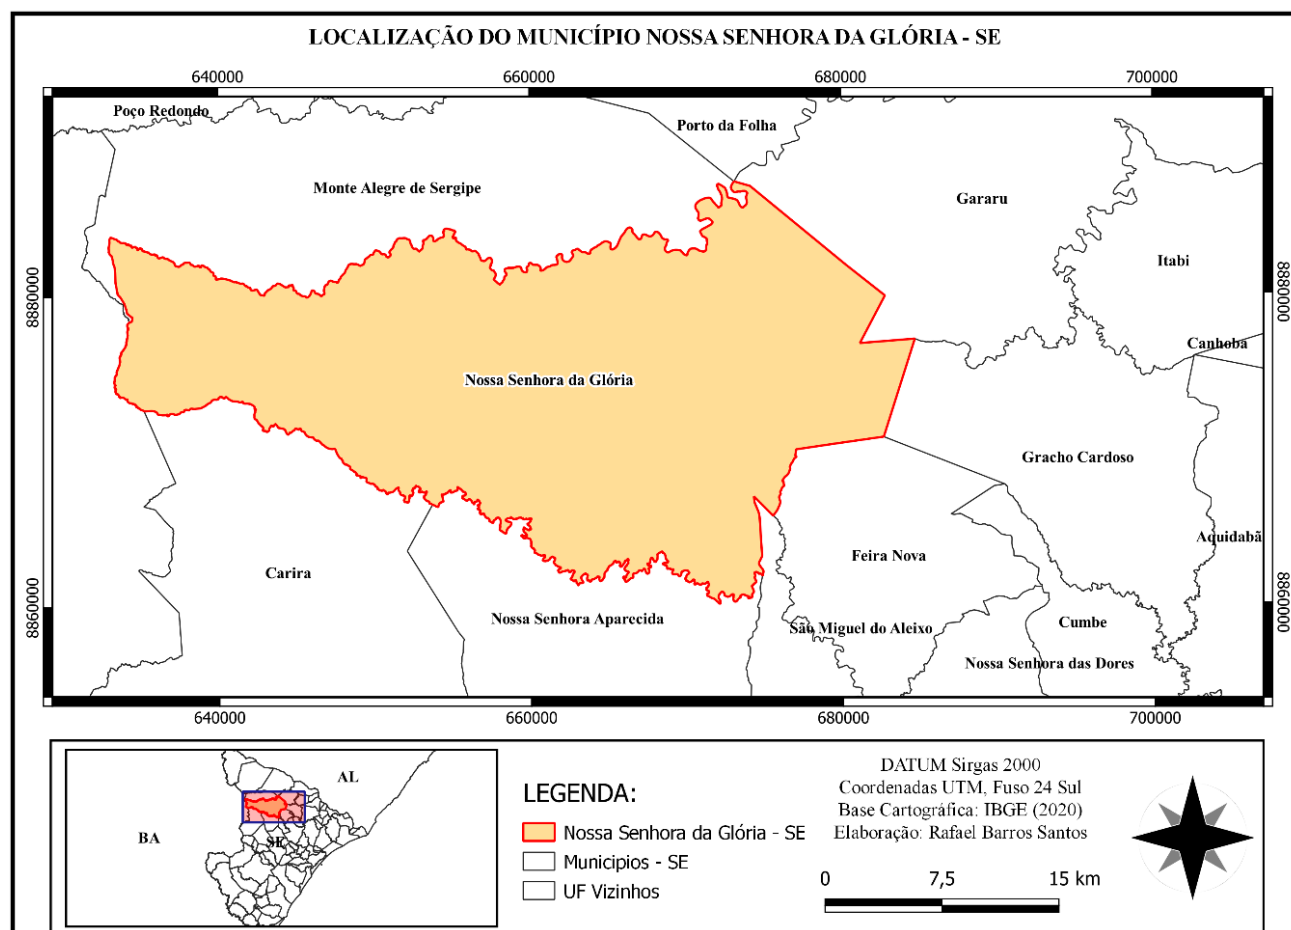 LOCALIZAÇÃO DO MUNICÍPIO NOSSA SENHORA DA GLÓRIA - SE
640000 660000 680000 700000
Poço Redondo
Porto da Folha
Monte Alegre de Sergipe
Gararu
Itabi
8880000 8880000
Canhoba
Nossa Senhora da Glória
Gracho Cardoso
Aquidabã
Feira Nova
Carira
8860000 8860000
Nossa Senhora Aparecida
São Miguel do Aleixo
Cumbe
Nossa Senhora das Dores
640000 660000 680000 700000
AL
BA
SE
LEGENDA:
Nossa Senhora da Glória - SE
Municipios - SE
UF Vizinhos
DATUM Sirgas 2000
Coordenadas UTM, Fuso 24 Sul
Base Cartográfica: IBGE (2020)
Elaboração: Rafael Barros Santos
0 7,5 15 km